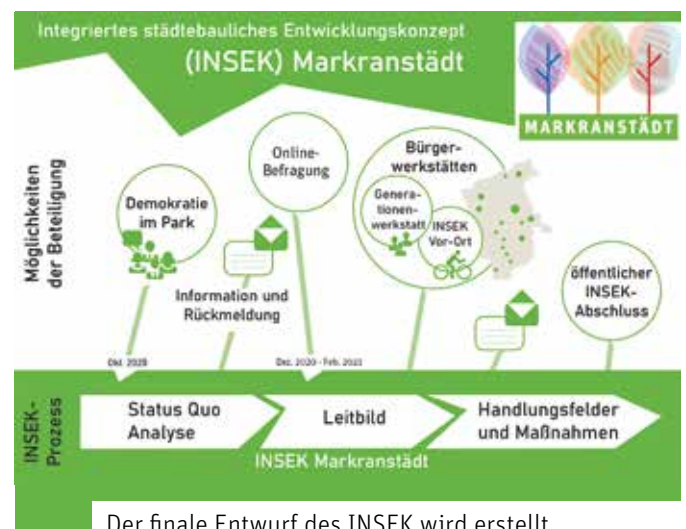 Integriertes städtebauliches Entwicklungskonzept
(INSEK) Markranstädt
MARKRANSTÄDT
Möglichkeiten
der Beteiligung
Demokratie
im Park
Information und
Rückmeldung
Online-
Befragung
Bürger-
werkstätten
Genera-
tionen-
werkstatt
INSEK
Vor-Ort
öffentlicher
INSEK-
Abschluss
Okt. 2020
Dez. 2020 - Feb. 2021
INSEK-
Prozess
Status Quo
Analyse
Leitbild
Handlungsfelder
und Maßnahmen
INSEK Markranstädt
Der finale Entwurf des INSEK wird erstellt